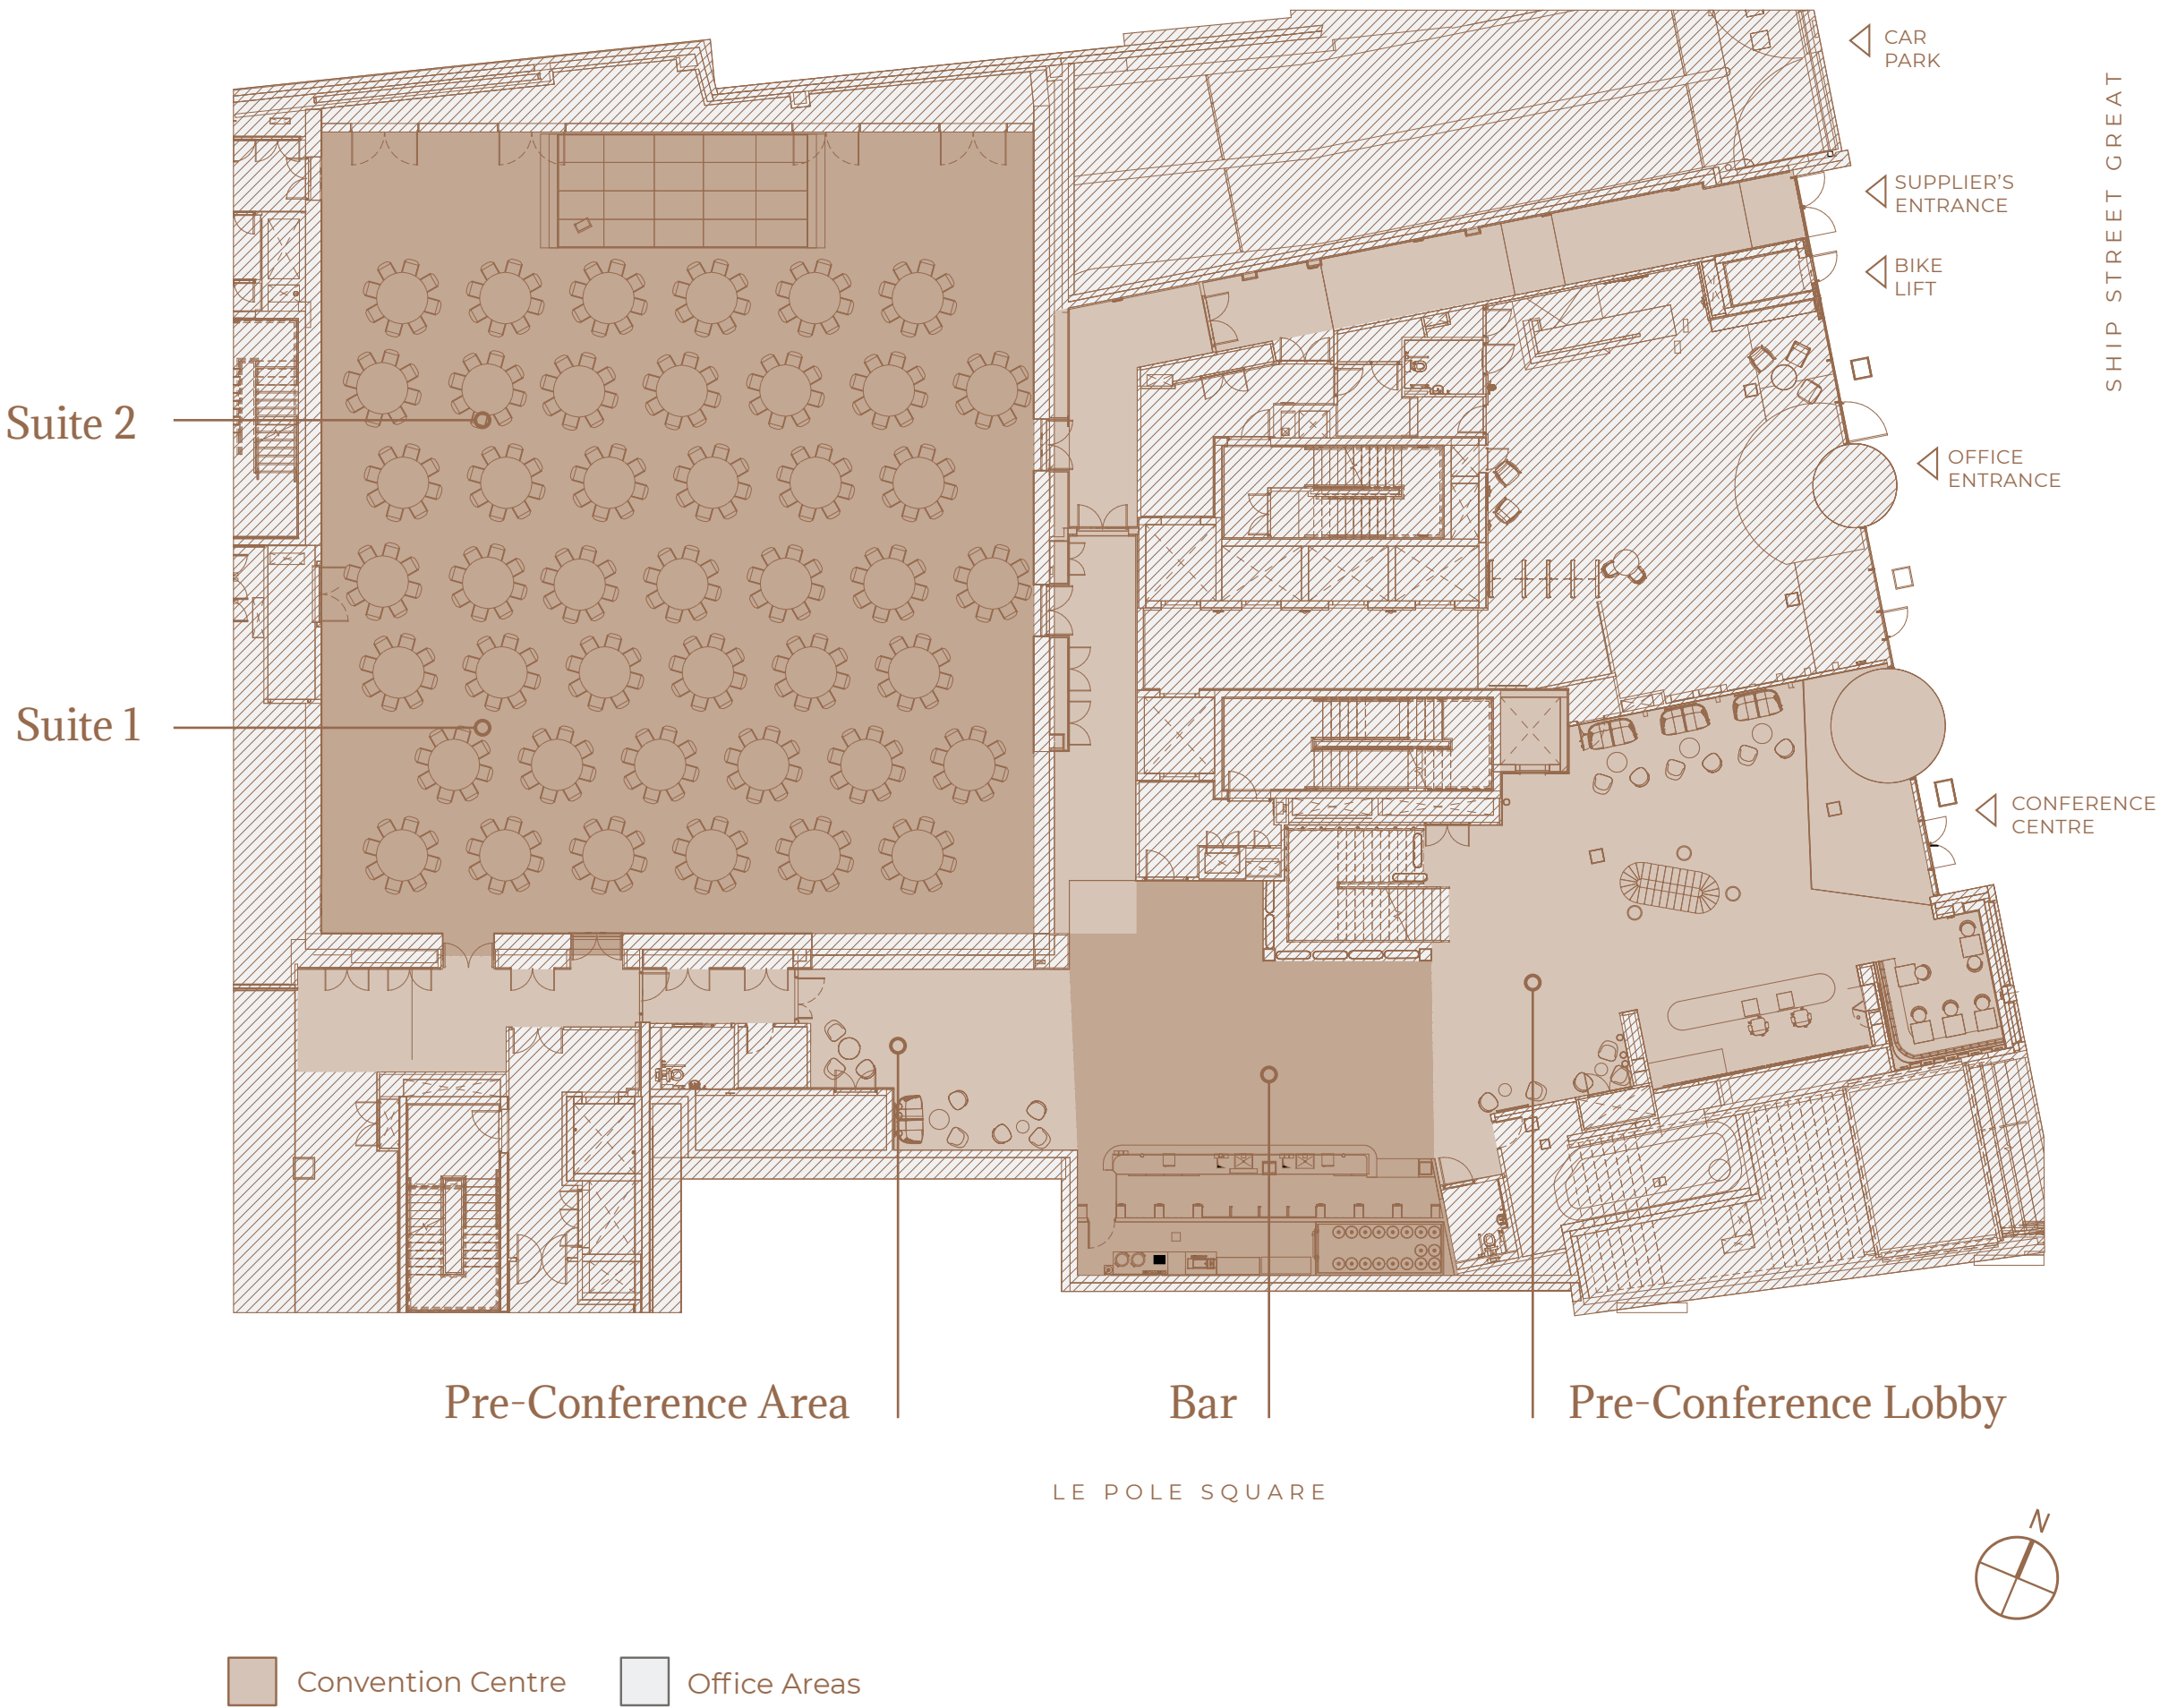 CAR
PARK
SUPPLIER'S
ENTRANCE
BIKE
LIFT
SHIP STREET GREAT
Suite 2
OFFICE
ENTRANCE
Suite 1
CONFERENCE
CENTRE
Pre-Conference Area
Bar
Pre-Conference Lobby
LE POLE SQUARE
N
Convention Centre
Office Areas